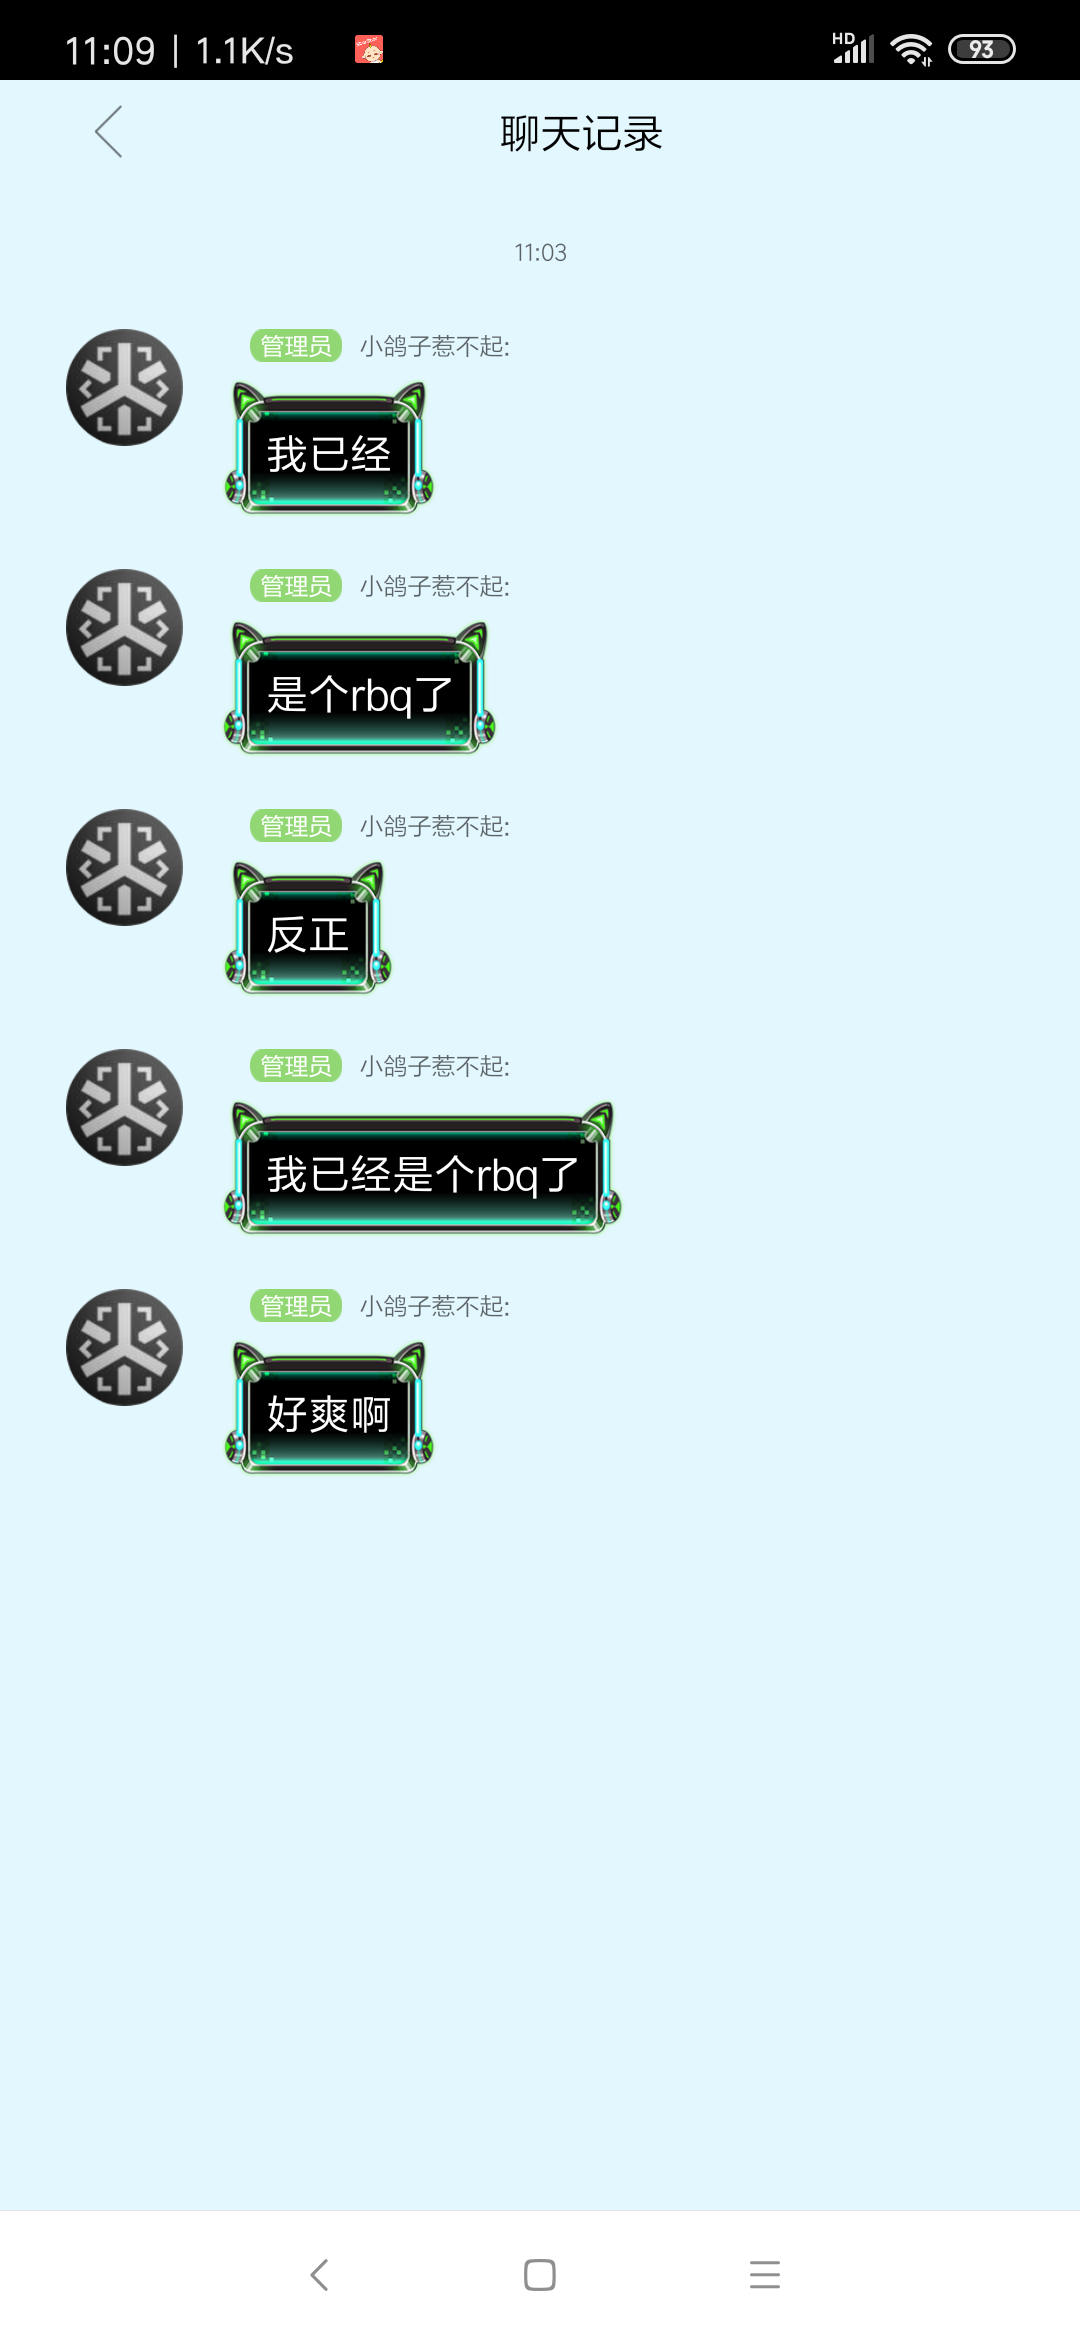 11:09 | 1.1K/s
HD
93
聊天记录
11:03
管理员 小鸽子惹不起:
我已经
管理员 小鸽子惹不起:
是个rbq了
管理员 小鸽子惹不起:
反正
管理员 小鸽子惹不起:
我已经是个rbq了
管理员 小鸽子惹不起:
好爽啊